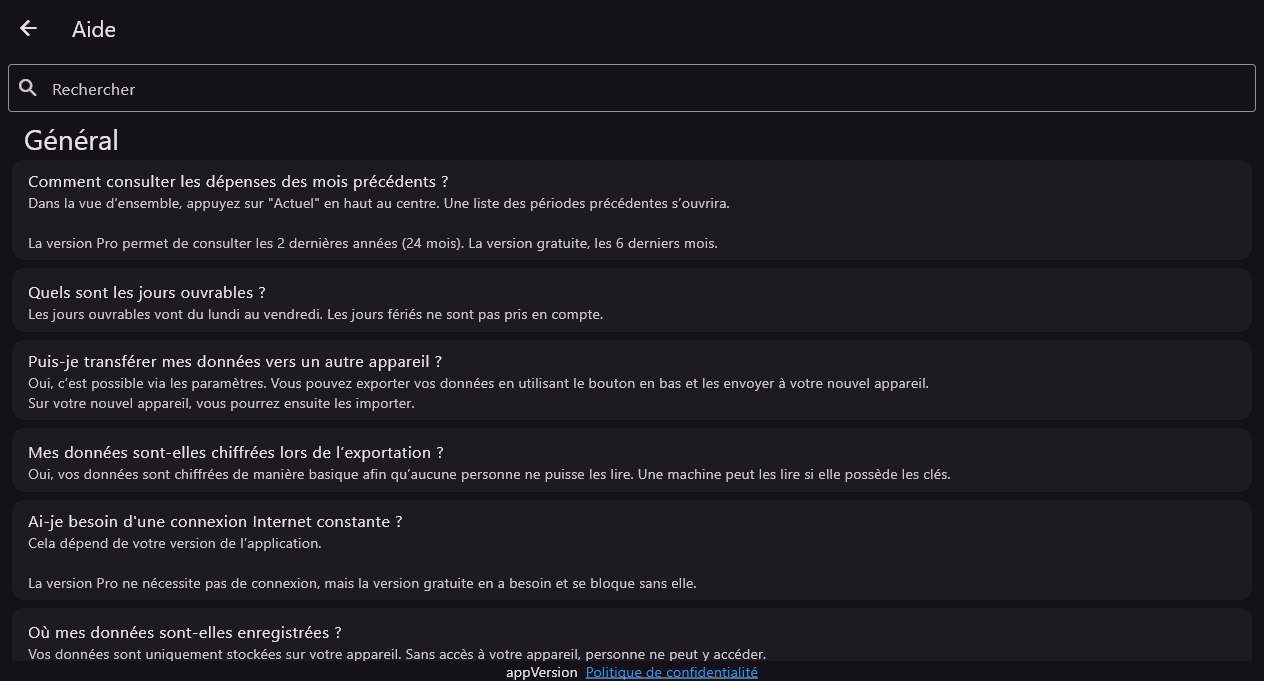 Aide
Rechercher
Général
Comment consulter les dépenses des mois précédents ?
Dans la vue d’ensemble, appuyez sur "Actuel" en haut au centre. Une liste des périodes précédentes s’ouvrira.
La version Pro permet de consulter les 2 dernières années (24 mois). La version gratuite, les 6 derniers mois.
Quels sont les jours ouvrables ?
Les jours ouvrables vont du lundi au vendredi. Les jours fériés ne sont pas pris en compte.
Puis-je transférer mes données vers un autre appareil ?
Oui, c’est possible via les paramètres. Vous pouvez exporter vos données en utilisant le bouton en bas et les envoyer à votre nouvel appareil.
Sur votre nouvel appareil, vous pourrez ensuite les importer.
Mes données sont-elles chiffrées lors de l’exportation ?
Oui, vos données sont chiffrées de manière basique afin qu’aucune personne ne puisse les lire. Une machine peut les lire si elle possède les clés.
Ai-je besoin d'une connexion Internet constante ?
Cela dépend de votre version de l’application.
La version Pro ne nécessite pas de connexion, mais la version gratuite en a besoin et se bloque sans elle.
Où mes données sont-elles enregistrées ?
Vos données sont uniquement stockées sur votre appareil. Sans accès à votre appareil, personne ne peut y accéder.
appVersion Politique de confidentialité